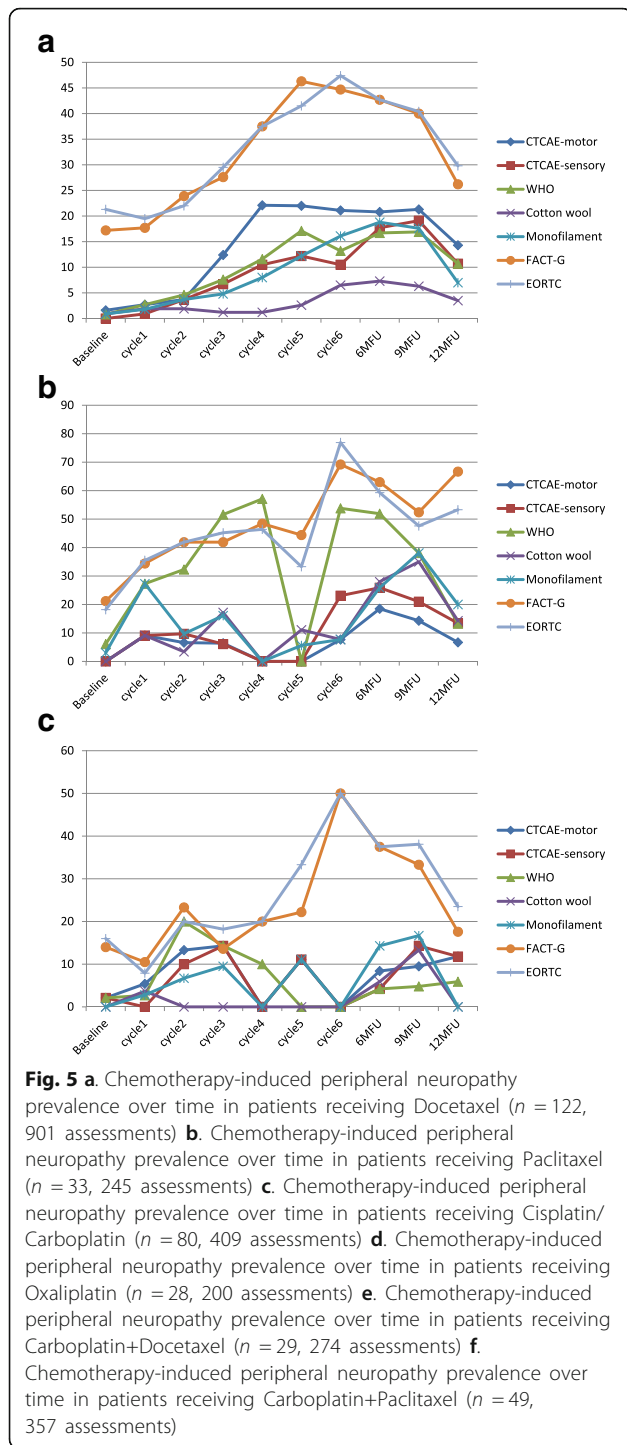 a
50
45
40
35
30
25
20
15
10
5
0
Baseline cycle1 cycle2 cycle3 cycle4 cycle5 cycle6 6MFU 9MFU 12MFU
CTCAE-motor
CTCAE-sensory
WHO
Cotton wool
Monofilament
FACT-G
EORTC
b
90
80
70
60
50
40
30
20
10
0
Baseline cycle1 cycle2 cycle3 cycle4 cycle5 cycle6 6MFU 9MFU 12MFU
CTCAE-motor
CTCAE-sensory
WHO
Cotton wool
Monofilament
FACT-G
EORTC
c
60
50
40
30
20
10
0
Baseline cycle1 cycle2 cycle3 cycle4 cycle5 cycle6 6MFU 9MFU 12MFU
CTCAE-motor
CTCAE-sensory
WHO
Cotton wool
Monofilament
FACT-G
EORTC
Fig. 5 a. Chemotherapy-induced peripheral neuropathy
prevalence over time in patients receiving Docetaxel (n = 122,
901 assessments) b. Chemotherapy-induced peripheral
neuropathy prevalence over time in patients receiving Paclitaxel
(n = 33, 245 assessments) c. Chemotherapy-induced peripheral
neuropathy prevalence over time in patients receiving Cisplatin/
Carboplatin (n = 80, 409 assessments) d. Chemotherapy-induced
peripheral neuropathy prevalence over time in patients receiving
Oxaliplatin (n = 28, 200 assessments) e. Chemotherapy-induced
peripheral neuropathy prevalence over time in patients receiving
Carboplatin+Docetaxel (n = 29, 274 assessments) f.
Chemotherapy-induced peripheral neuropathy prevalence over
time in patients receiving Carboplatin+Paclitaxel (n = 49,
357 assessments)